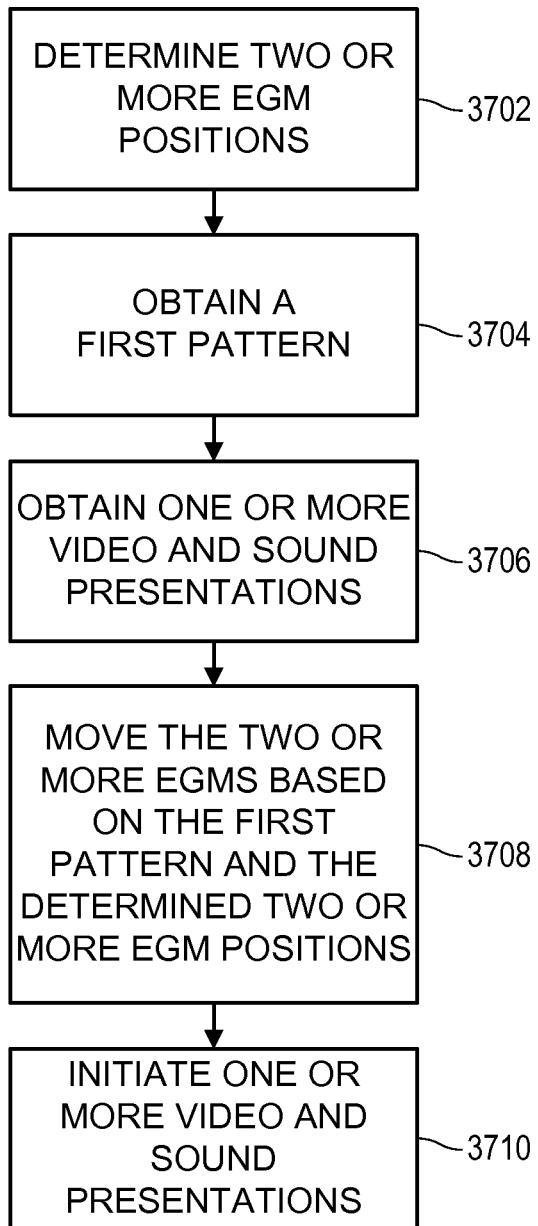 DETERMINE TWO OR
MORE EGM
POSITIONS
3702
OBTAIN A
FIRST PATTERN
3704
OBTAIN ONE OR MORE
VIDEO AND SOUND
PRESENTATIONS
3706
MOVE THE TWO OR
MORE EGMS BASED
ON THE FIRST
PATTERN AND THE
DETERMINED TWO OR
MORE EGM POSITIONS
3708
INITIATE ONE OR
MORE VIDEO AND
SOUND
PRESENTATIONS
3710